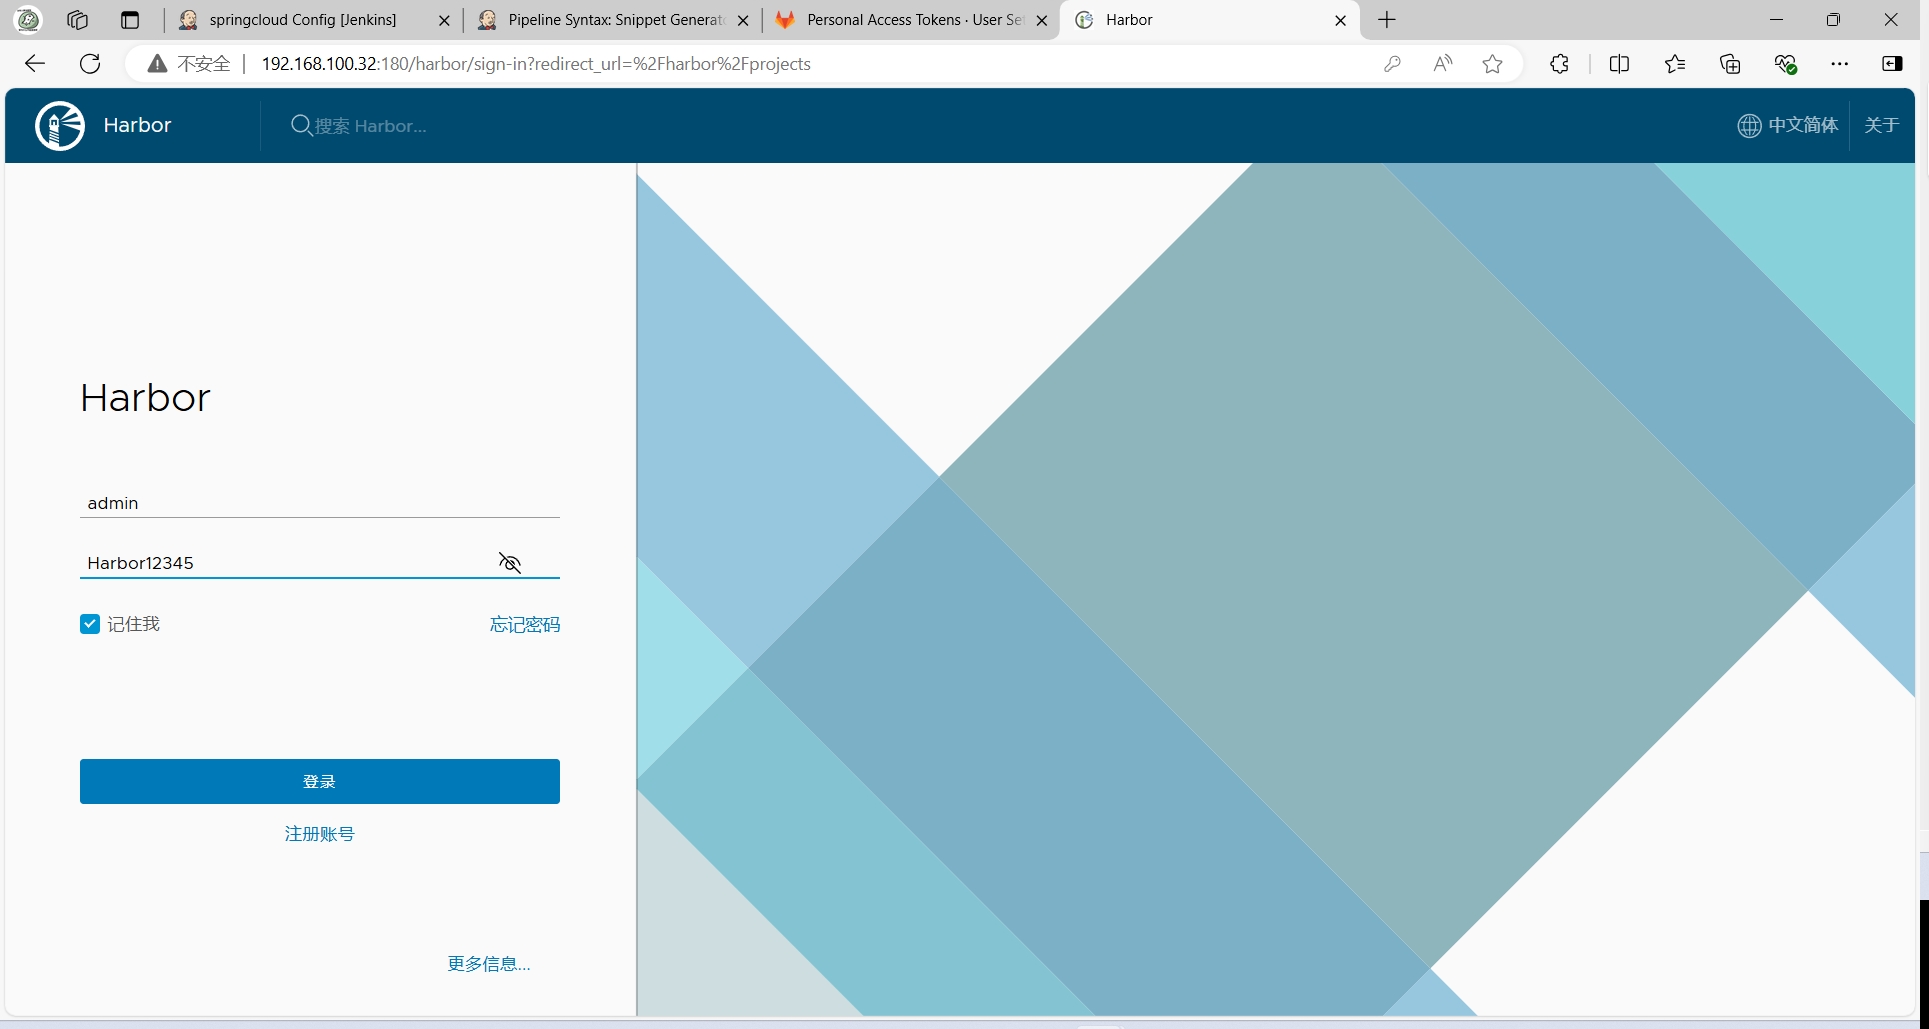 springcloud Config [Jenkins]
Pipeline Syntax: Snippet Generat
Personal Access Tokens · User Se
Harbor
不安全
192.168.100.32:180/harbor/sign-in?redirect_url=%2Fharbor%2Fprojects
Harbor
搜索 Harbor...
中文简体
关于
Harbor
admin
Harbor12345
记住我
忘记密码
登录
注册账号
更多信息...